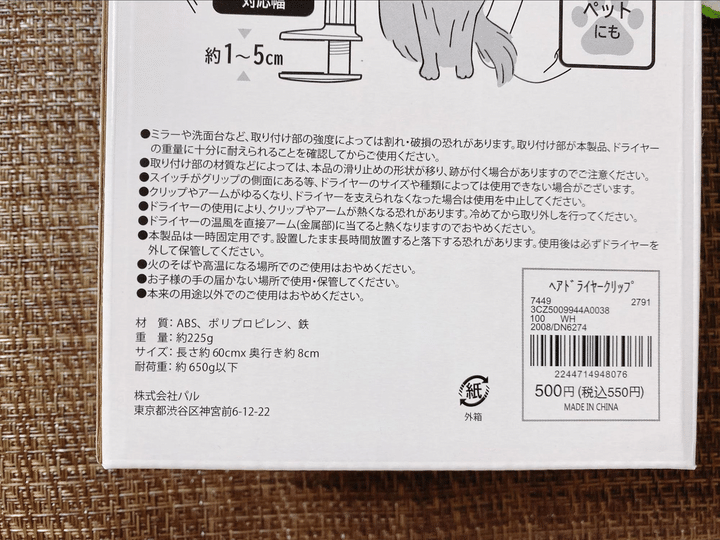 対応幅
約1〜5cm
ペット
にも
●ミラーや洗面台など、取り付け部の強度によっては割れ・破損の恐れがあります。取り付け部が本製品、ドライヤー
の重量に十分に耐えられることを確認してからご使用ください。
●取り付け部の材質などによっては、本品の滑り止めの形状が移り、跡が付く場合がありますのでご注意ください。
●スイッチがグリップの側面にある等、ドライヤーのサイズや種類によっては使用できない場合がございます。
●クリップやアームがゆるくなり、ドライヤーを支えられなくなった場合は使用を中止してください。
●ドライヤーの使用により、クリップやアームが熱くなる恐れがあります。冷めてから取り外しを行ってください。
●ドライヤーの温風を直接アーム(金属部)に当てると熱くなりますのでおやめください。
●本製品は一時固定用です。設置したまま長時間放置すると落下する恐れがあります。使用後は必ずドライヤーを
外して保管してください。
●火のそばや高温になる場所でのご使用はおやめください。
●お子様の手の届かない場所で使用・保管してください。
●本来の用途以外でのご使用はおやめください。
材 質：ABS、ポリプロピレン、鉄
重 量：約225g
サイズ：長さ約 60cmx 奥行き約 8cm
耐荷重：約 650g以下
株式会社パル
東京都渋谷区神宮前6-12-22
紙
外箱
ヘアドライヤークリップ
7449 2791
3CZ5009944A0038
100 WH
2008/DN6274
2244714948076
500円(税込550円)
MADE IN CHINA